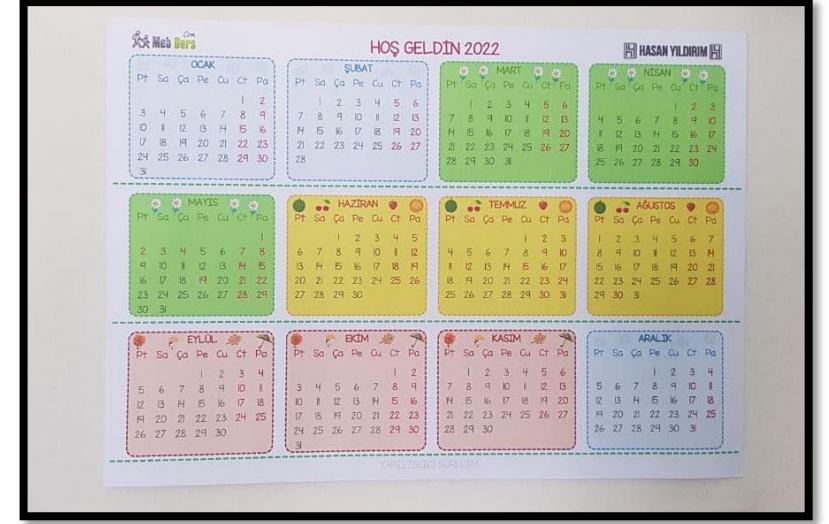 Meb Ders Com
HOŞ GELDİN 2022
HASAN YILDIRIM
OCAK
Pt Sa Ça Pe Cu Ct Pa
1 2
3 4 5 6 7 8 9
10 11 12 13 14 15 16
17 18 19 20 21 22 23
24 25 26 27 28 29 30
31
ŞUBAT
Pt Sa Ça Pe Cu Ct Pa
1 2 3 4 5 6
7 8 9 10 11 12 13
14 15 16 17 18 19 20
21 22 23 24 25 26 27
28
MART
Pt Sa Ça Pe Cu Ct Pa
1 2 3 4 5 6
7 8 9 10 11 12 13
14 15 16 17 18 19 20
21 22 23 24 25 26 27
28 29 30 31
NİSAN
Pt Sa Ça Pe Cu Ct Pa
1 2 3
4 5 6 7 8 9 10
11 12 13 14 15 16 17
18 19 20 21 22 23 24
25 26 27 28 29 30
MAYIS
Pt Sa Ça Pe Cu Ct Pa
1
2 3 4 5 6 7 8
9 10 11 12 13 14 15
16 17 18 19 20 21 22
23 24 25 26 27 28 29
30 31
HAZİRAN
Pt Sa Ça Pe Cu Ct Pa
1 2 3 4 5
6 7 8 9 10 11 12
13 14 15 16 17 18 19
20 21 22 23 24 25 26
27 28 29 30
TEMMUZ
Pt Sa Ça Pe Cu Ct Pa
1 2 3
4 5 6 7 8 9 10
11 12 13 14 15 16 17
18 19 20 21 22 23 24
25 26 27 28 29 30 31
AĞUSTOS
Pt Sa Ça Pe Cu Ct Pa
1 2 3 4 5 6 7
8 9 10 11 12 13 14
15 16 17 18 19 20 21
22 23 24 25 26 27 28
29 30 31
EYLÜL
Pt Sa Ça Pe Cu Ct Pa
1 2 3 4
5 6 7 8 9 10 11
12 13 14 15 16 17 18
19 20 21 22 23 24 25
26 27 28 29 30
EKİM
Pt Sa Ça Pe Cu Ct Pa
1 2
3 4 5 6 7 8 9
10 11 12 13 14 15 16
17 18 19 20 21 22 23
24 25 26 27 28 29 30
31
KASIM
Pt Sa Ça Pe Cu Ct Pa
1 2 3 4 5 6
7 8 9 10 11 12 13
14 15 16 17 18 19 20
21 22 23 24 25 26 27
28 29 30
ARALIK
Pt Sa Ça Pe Cu Ct Pa
1 2 3 4
5 6 7 8 9 10 11
12 13 14 15 16 17 18
19 20 21 22 23 24 25
26 27 28 29 30 31
YAPIŞTIRICI SÜRELİM